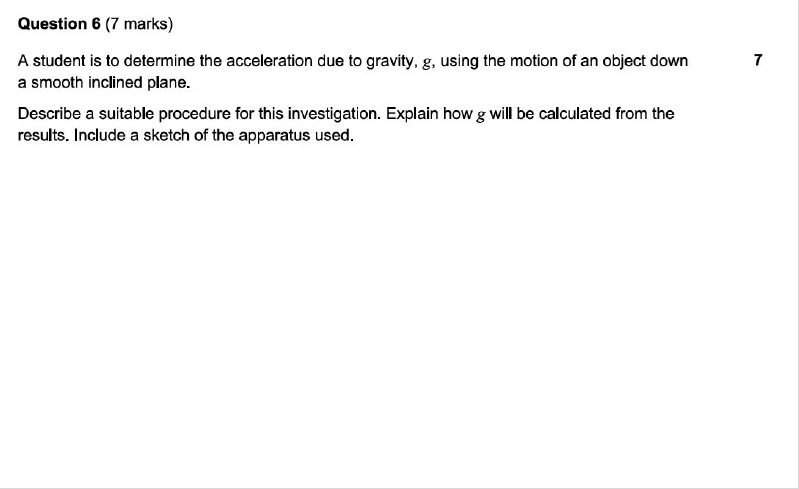 Question 6 (7 marks)
A student is to determine the acceleration due to gravity, g, using the motion of an object down 7
a smooth inclined plane.
Describe a suitable procedure for this investigation. Explain how g will be calculated from the
results. Include a sketch of the apparatus used.